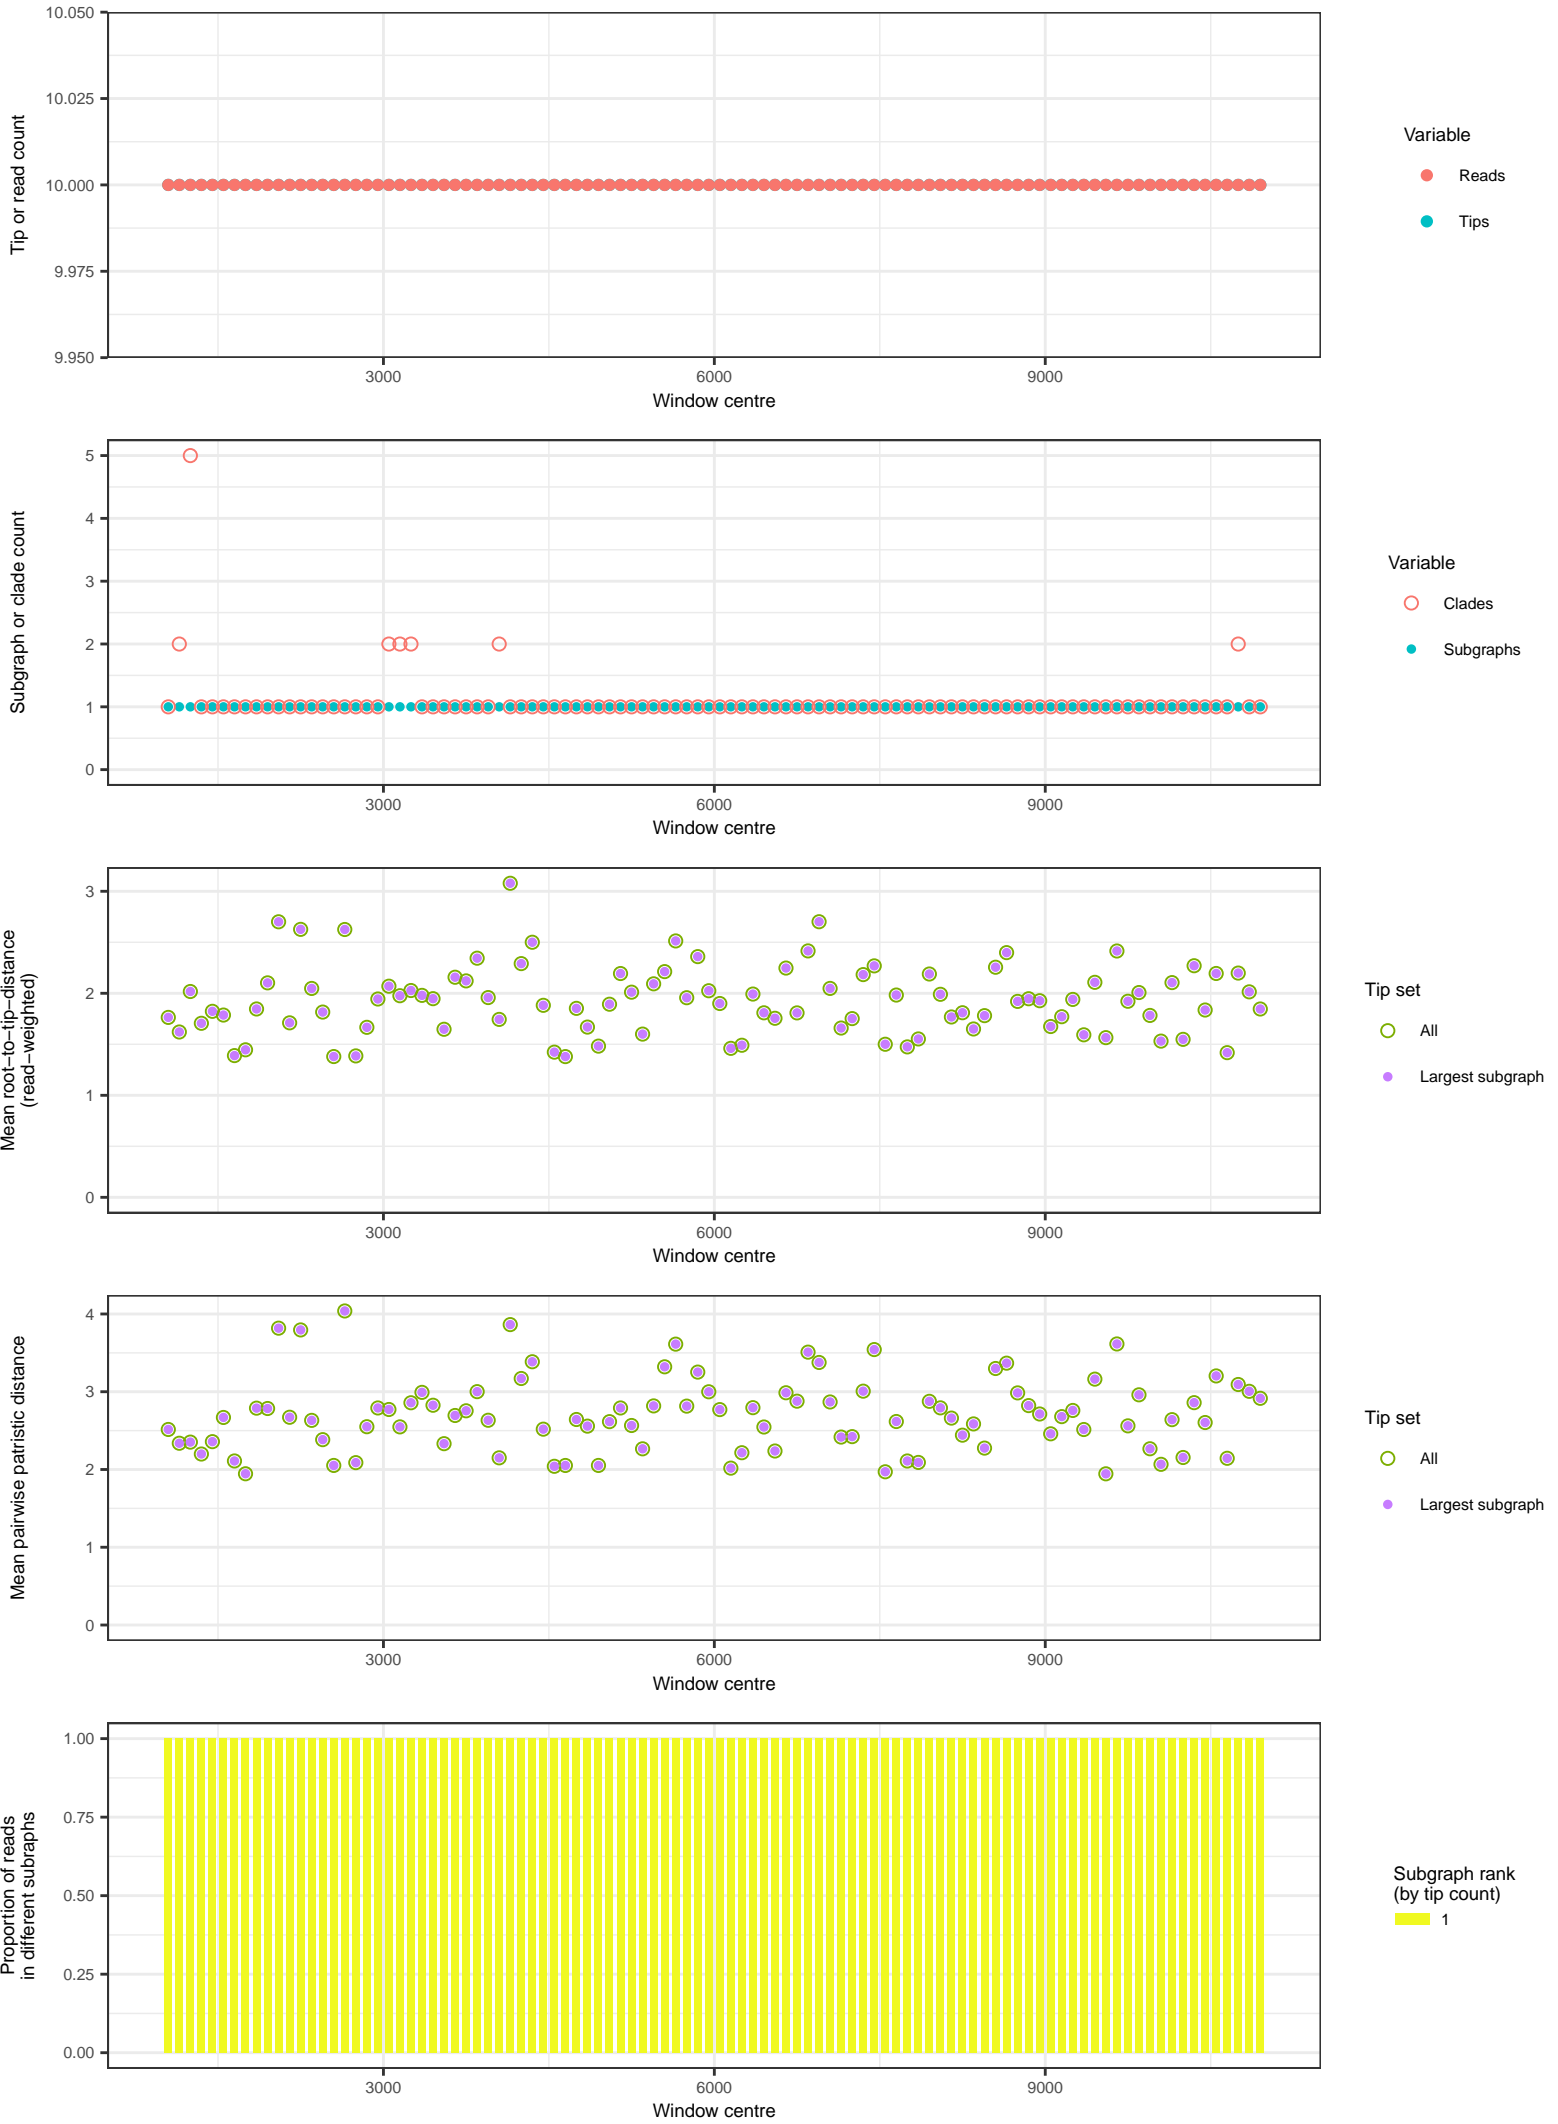 10.050
10.025
10.000
9.975
9.950
Tip or read count
3000 6000 9000
Window centre
Variable
Reads
Tips
5
4
3
2
1
0
Subgraph or clade count
3000 6000 9000
Window centre
Variable
Clades
Subgraphs
3
2
1
0
Mean root−to−tip−distance
(read−weighted)
3000 6000 9000
Window centre
Tip set
All
Largest subgraph
4
3
2
1
0
Mean pairwise patristic distance
3000 6000 9000
Window centre
Tip set
All
Largest subgraph
1.00
0.75
0.50
0.25
0.00
Proportion of reads
in different subraphs
3000 6000 9000
Window centre
Subgraph rank
(by tip count)
1